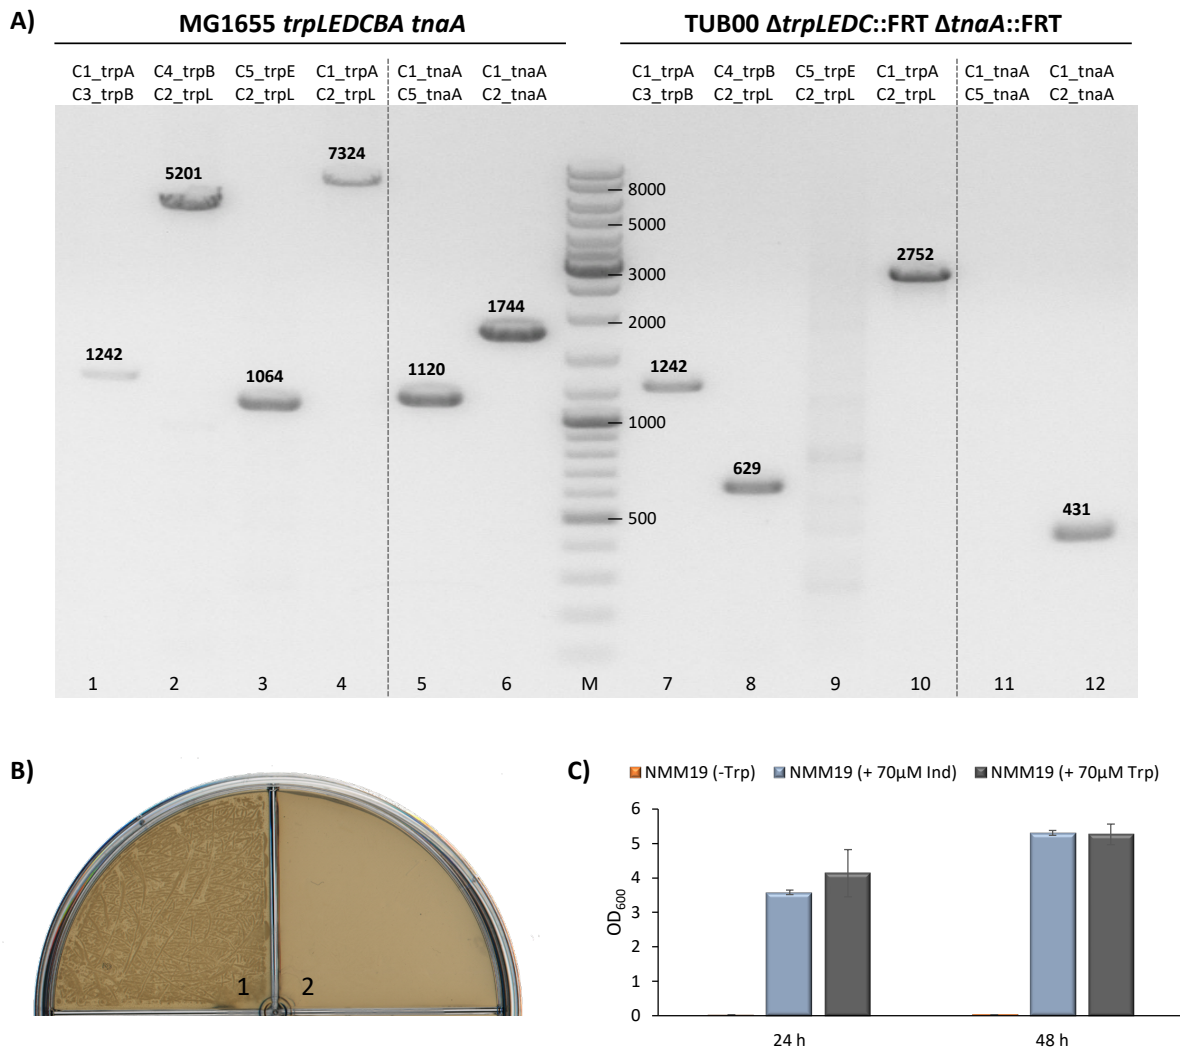 A)
MG1655 trpLEDCBA tnaA
TUB00 ΔtrpLEDC::FRT ΔtnaA::FRT
C1_trpA C4_trpB C5_trpE C1_trpA C1_tnaA C1_tnaA C1_trpA C4_trpB C5_trpE C1_trpA C1_tnaA C1_tnaA
C3_trpB C2_trpL C2_trpL C2_trpL C5_tnaA C2_tnaA C3_trpB C2_trpL C2_trpL C2_trpL C5_tnaA C2_tnaA
7324
5201
8000
5000
2752
3000
1744
2000
1242
1242
1064
1120
1000
629
500
431
1 2 3 4 5 6 M 7 8 9 10 11 12
B)
1 2
C)
NMM19 (-Trp) NMM19 (+ 70µM Ind) NMM19 (+ 70µM Trp)
OD600
6
5
4
3
2
1
0
24 h 48 h